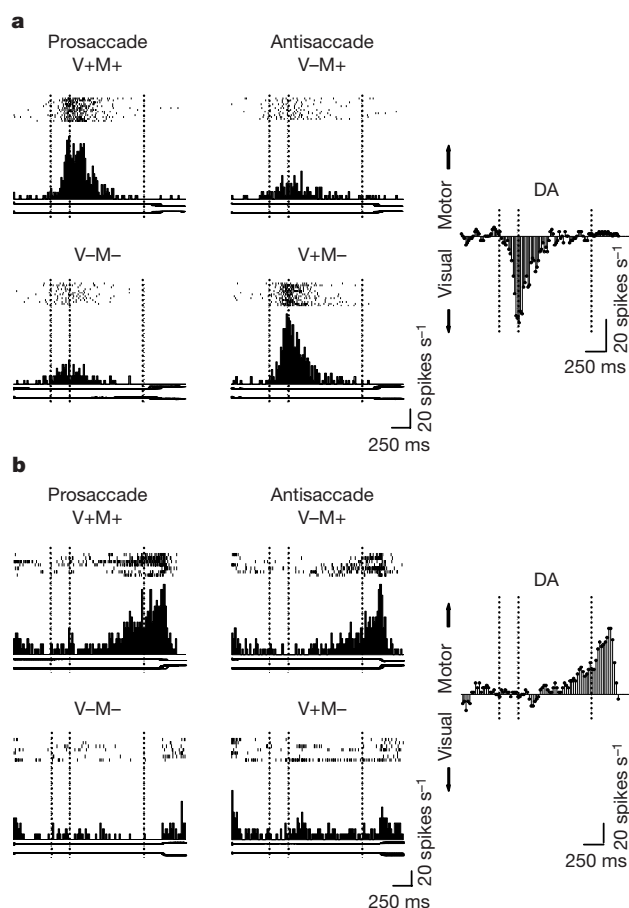 a
Prosaccade
V+M+
Antisaccade
V–M+
DA
Motor
Visual
V–M–
V+M–
20 spikes s–1
250 ms
20 spikes s–1
250 ms
b
Prosaccade
V+M+
Antisaccade
V–M+
DA
Motor
Visual
V–M–
V+M–
20 spikes s–1
250 ms
20 spikes s–1
250 ms